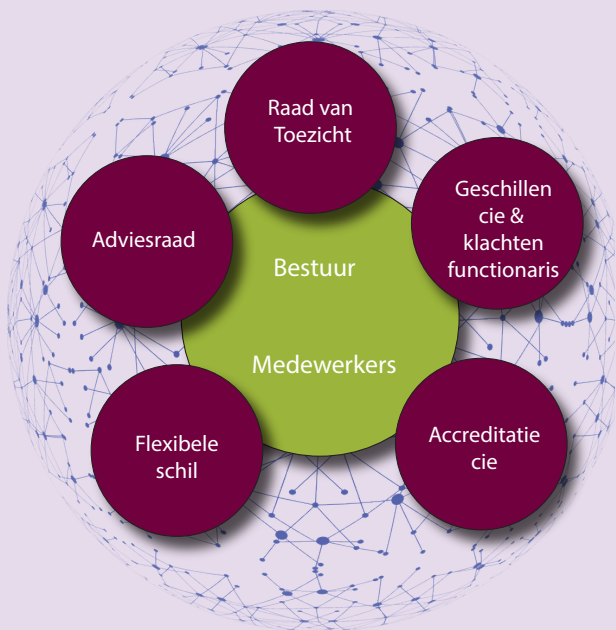 Raad van
Toezicht
Geschillen
cie &
klachten
functionaris
Adviesraad
Bestuur
Medewerkers
Flexibele
schil
Accreditatie
cie